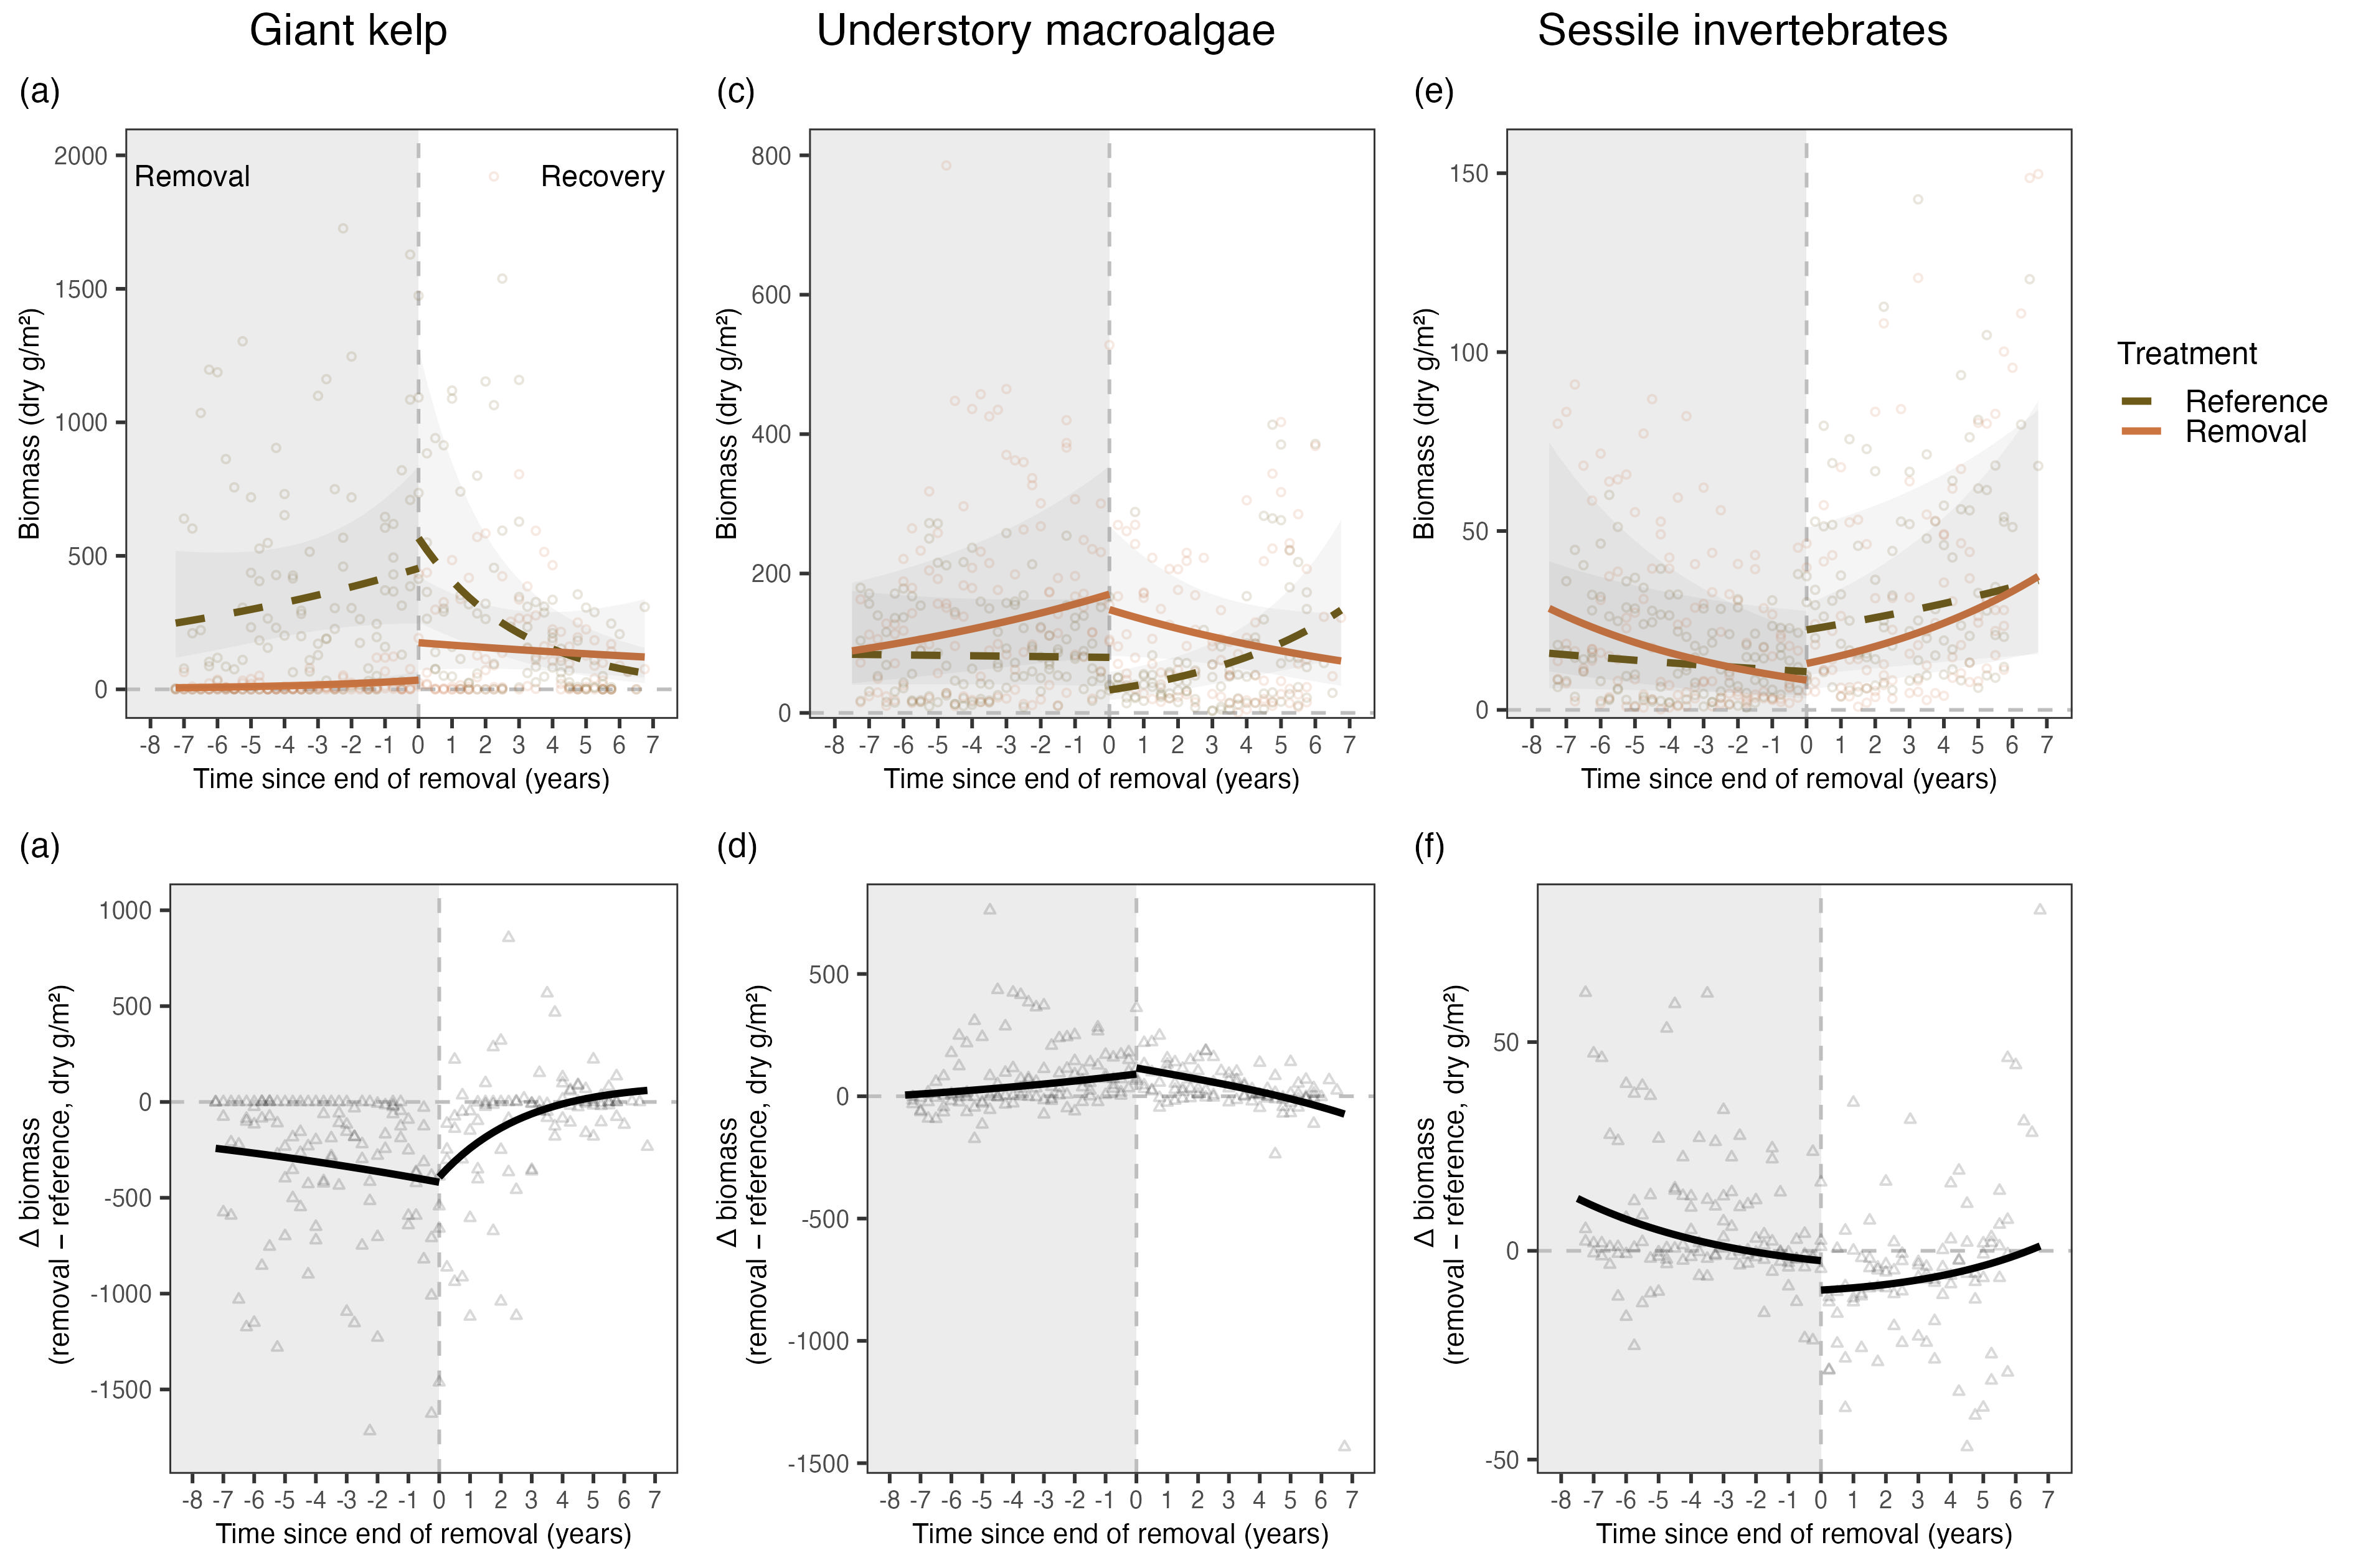 Giant kelp
Understory macroalgae
Sessile invertebrates
(a)
Biomass (dry g/m²)
2000
1500
1000
500
0
Removal
Recovery
-8 -7 -6 -5 -4 -3 -2 -1 0 1 2 3 4 5 6 7
Time since end of removal (years)
(c)
Biomass (dry g/m²)
800
600
400
200
0
-8 -7 -6 -5 -4 -3 -2 -1 0 1 2 3 4 5 6 7
Time since end of removal (years)
(e)
Biomass (dry g/m²)
150
100
50
0
-8 -7 -6 -5 -4 -3 -2 -1 0 1 2 3 4 5 6 7
Time since end of removal (years)
Treatment
Reference
Removal
(a)
Δ biomass
(removal − reference, dry g/m²)
1000
500
0
-500
-1000
-1500
-8 -7 -6 -5 -4 -3 -2 -1 0 1 2 3 4 5 6 7
Time since end of removal (years)
(d)
Δ biomass
(removal − reference, dry g/m²)
500
0
-500
-1000
-1500
-8 -7 -6 -5 -4 -3 -2 -1 0 1 2 3 4 5 6 7
Time since end of removal (years)
(f)
Δ biomass
(removal − reference, dry g/m²)
50
0
-50
-8 -7 -6 -5 -4 -3 -2 -1 0 1 2 3 4 5 6 7
Time since end of removal (years)